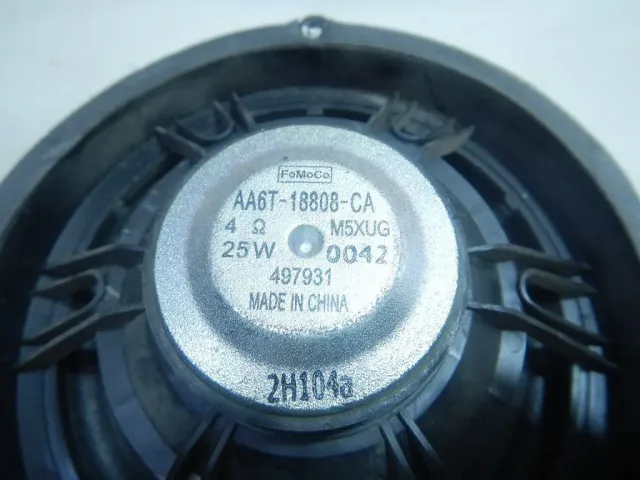 FoMoCo
AA6T-18808-CA
4 Ω M5XUG
25W 0042
497931
MADE IN CHINA
2H104a